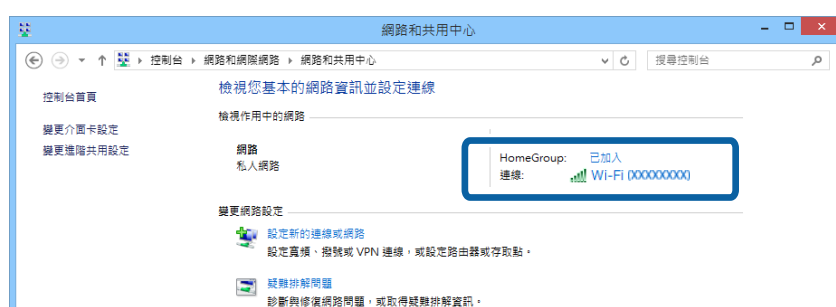 網路和共用中心
控制台 ▸ 網路和網際網路 ▸ 網路和共用中心
搜尋控制台
控制台首頁
變更介面卡設定
變更進階共用設定
檢視您基本的網路資訊並設定連線
檢視作用中的網路
網路
私人網路
HomeGroup: 已加入
連線: Wi-Fi (XXXXXXXX)
變更網路設定
設定新的連線或網路
設定寬頻、撥號或 VPN 連線，或設定路由器或存取點。
疑難排解問題
診斷與修復網路問題，或取得疑難排解資訊。